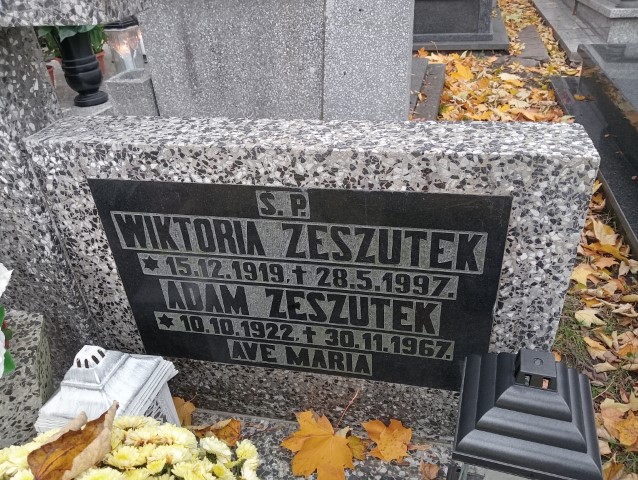 S. P.
WIKTORIA ZESZUTEK
* 15.12.1919. † 28.5.1997.
ADAM ZESZUTEK
* 10.10.1922. † 30.11.1967.
AVE MARIA